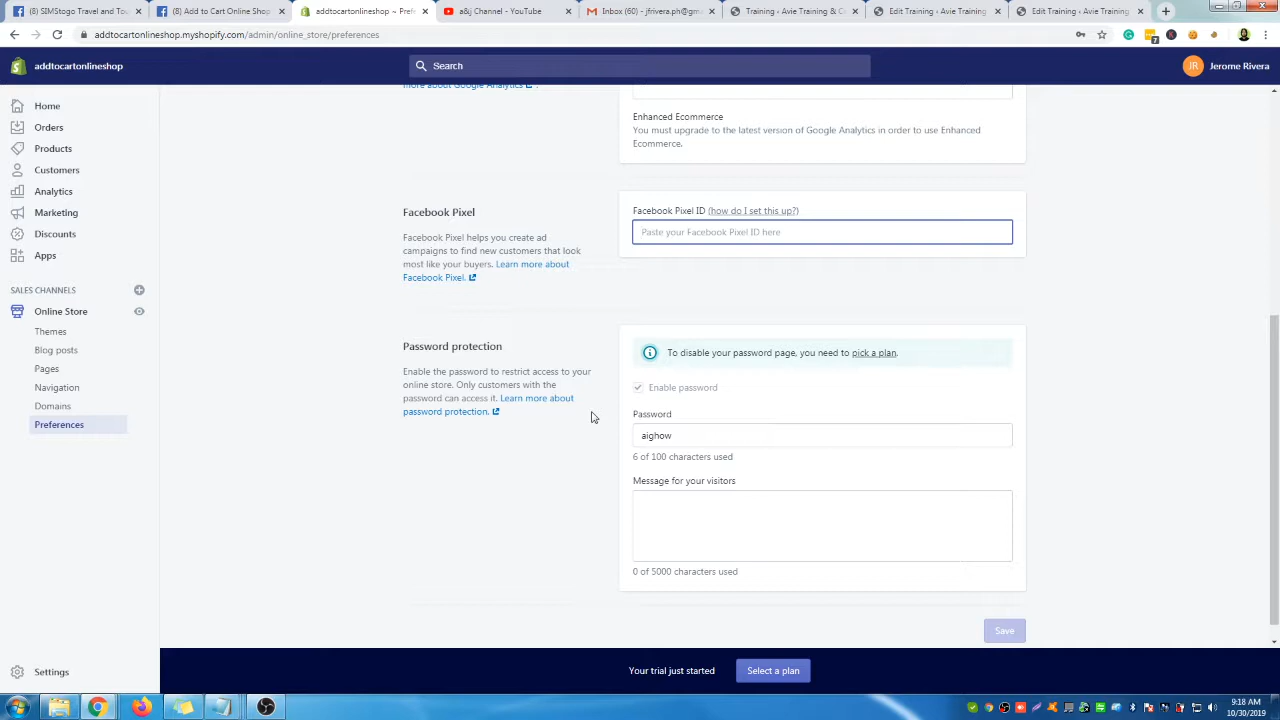 (8) SIMStogo Travel and Tou
(8) Add to Cart Online Shop
addtocartonlineshop ~ Prefe
a&j Channel - YouTube
Inbox (60) - jfrivera.ph@gm
Training ‹ Avie Training & C
Edit Training ‹ Avie Training
Edit Training ‹ Avie Training
addtocartonlineshop.myshopify.com/admin/online_store/preferences
addtocartonlineshop
Search
JR
Jerome Rivera
Home
Orders
Products
Customers
Analytics
Marketing
Discounts
Apps
SALES CHANNELS
Online Store
Themes
Blog posts
Pages
Navigation
Domains
Preferences
Settings
more about Google Analytics .
Enhanced Ecommerce
You must upgrade to the latest version of Google Analytics in order to use Enhanced
Ecommerce.
Facebook Pixel
Facebook Pixel helps you create ad
campaigns to find new customers that look
most like your buyers. Learn more about
Facebook Pixel.
Facebook Pixel ID (how do I set this up?)
Paste your Facebook Pixel ID here
Password protection
Enable the password to restrict access to your
online store. Only customers with the
password can access it. Learn more about
password protection.
To disable your password page, you need to pick a plan.
Enable password
Password
aighow
6 of 100 characters used
Message for your visitors
0 of 5000 characters used
Save
Your trial just started
Select a plan
9:18 AM
10/30/2019